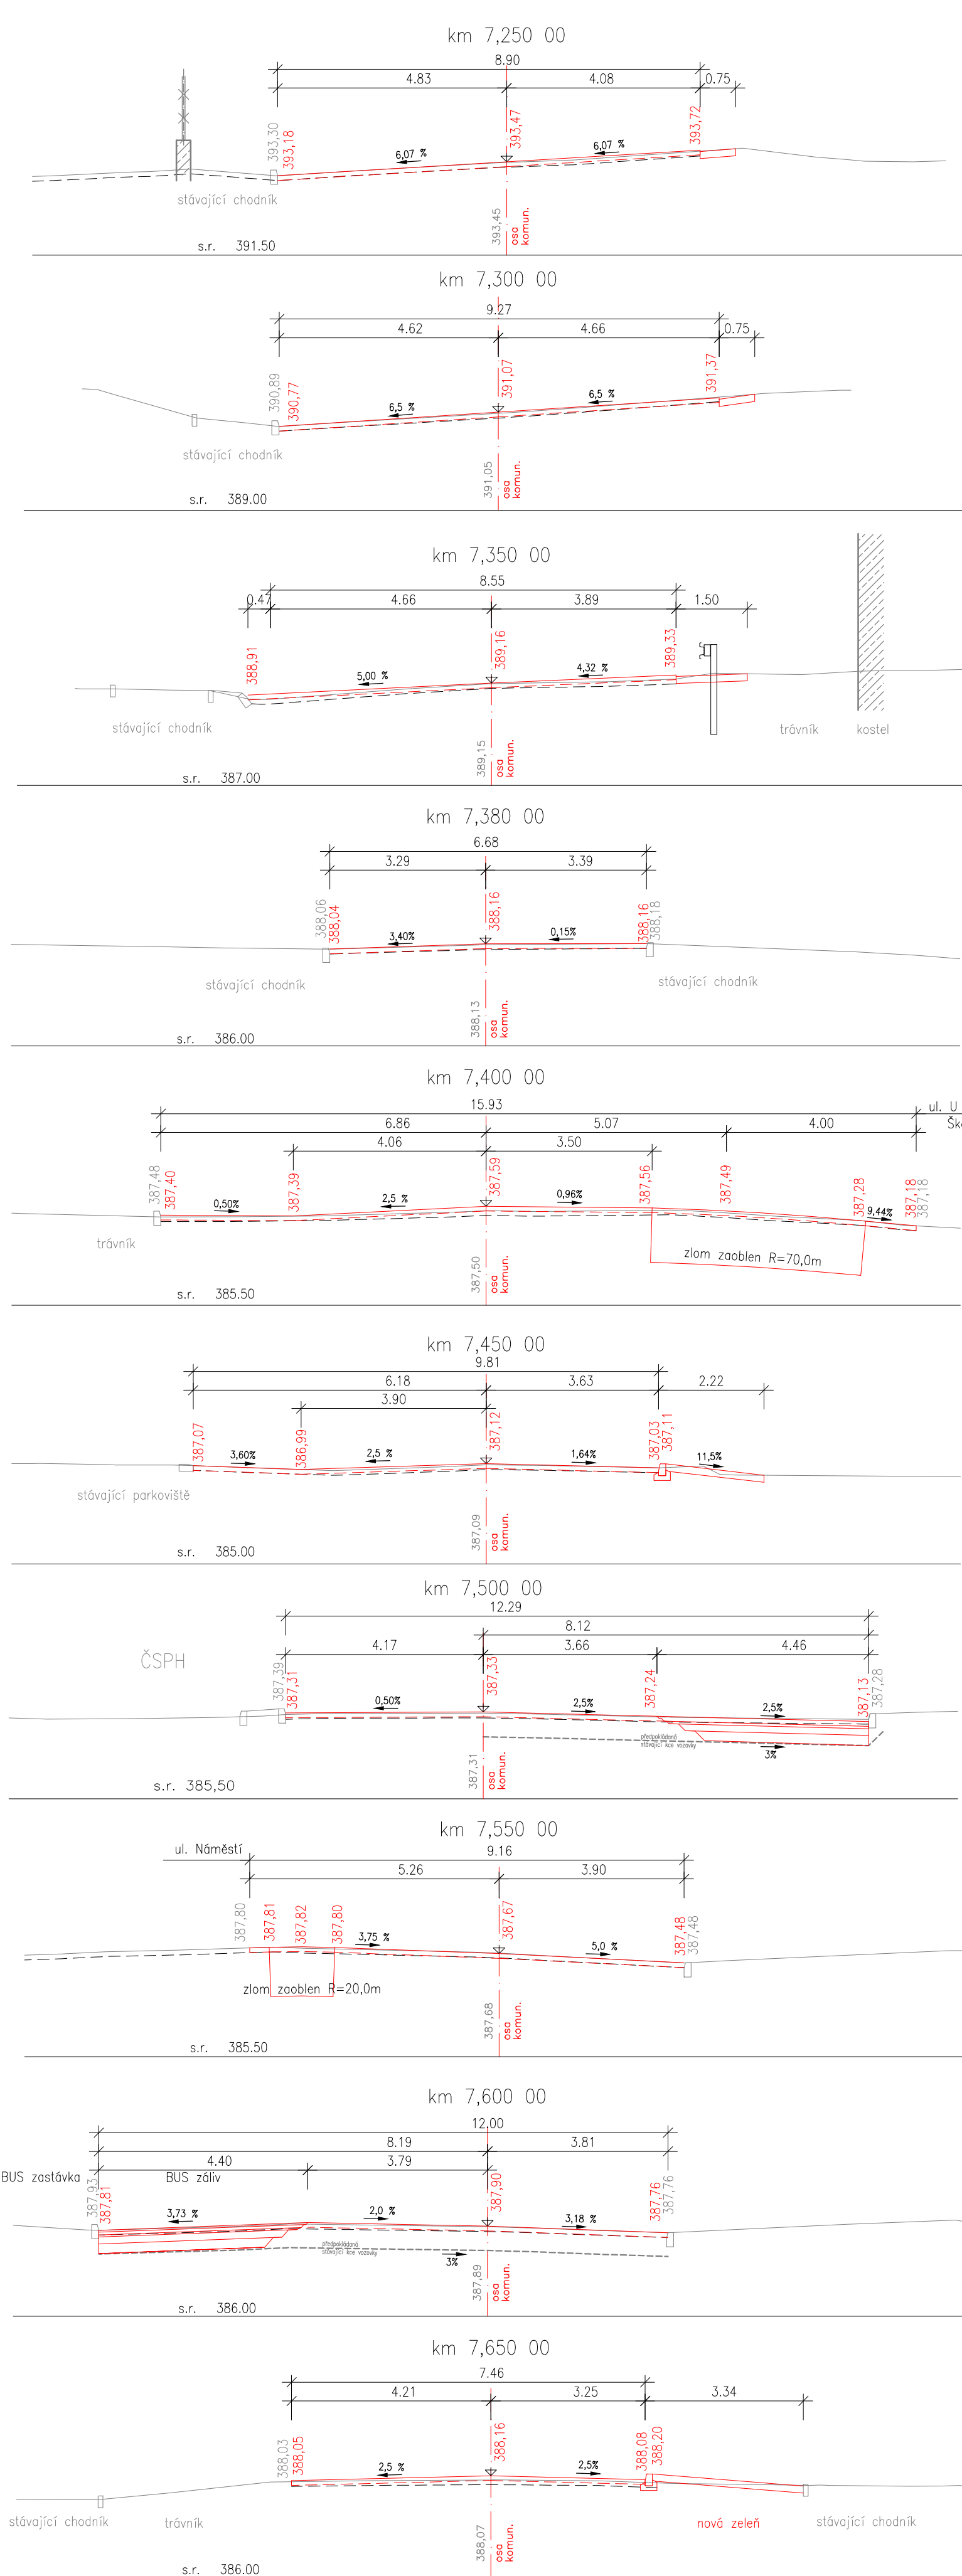 km 7,250 00
8.90
4.83 4.08 0.75
393,30 393,18 393,47 393,72
6,07 % 6,07 %
stávající chodník
393,45 osa komun.
s.r. 391.50
km 7,300 00
9.27
4.62 4.66 0.75
390,89 390,77 391,07 391,37
6,5 % 6,5 %
stávající chodník
391,05 osa komun.
s.r. 389.00
km 7,350 00
8.55
0.47 4.66 3.89 1.50
388,91 389,16 389,33
5,00 % 4,32 %
stávající chodník trávník kostel
389,15 osa komun.
s.r. 387.00
km 7,380 00
6.68
3.29 3.39
388,06 388,04 388,16 388,16 388,18
3,40% 0,15%
stávající chodník stávající chodník
388,13 osa komun.
s.r. 386.00
km 7,400 00
15.93 ul. U
6.86 5.07 4.00
4.06 3.50
387,48 387,40 387,39 387,59 387,56 387,49 387,28 387,18 387,18
0,50% 2,5 % 0,96% 9,44%
trávník zlom zaoblen R=70,0m
387,50 osa komun.
s.r. 385.50
km 7,450 00
9.81
6.18 3.63 2.22
3.90
387,07 386,99 387,12 387,03 387,11
3,60% 2,5 % 1,64% 11,5%
stávající parkoviště
387,09 osa komun.
s.r. 385.00
km 7,500 00
12.29
8.12
4.17 3.66 4.46
ČSPH
387,39 387,31 387,33 387,24 387,13 387,28
0,50% 2,5% 2,5%
předpokládaná
stávající kce vozovky
3%
387,31 osa komun.
s.r. 385,50
km 7,550 00
ul. Náměstí 9.16
5.26 3.90
387,80 387,81 387,82 387,80 387,67 387,48 387,48
3,75 % 5,0 %
zlom zaoblen R=20,0m
387,68 osa komun.
s.r. 385.50
km 7,600 00
12.00
8.19 3.81
4.40 3.79
BUS zastávka BUS záliv
387,93 387,81 387,90 387,76 387,76
3,73 % 2,0 % 3,18 %
předpokládaná
stávající kce vozovky
3%
387,89 osa komun.
s.r. 386.00
km 7,650 00
7.46
4.21 3.25 3.34
388,03 388,05 388,16 388,08 388,20
2,5 % 2,5%
stávající chodník trávník nová zeleň stávající chodník
388,07 osa komun.
s.r. 386.00